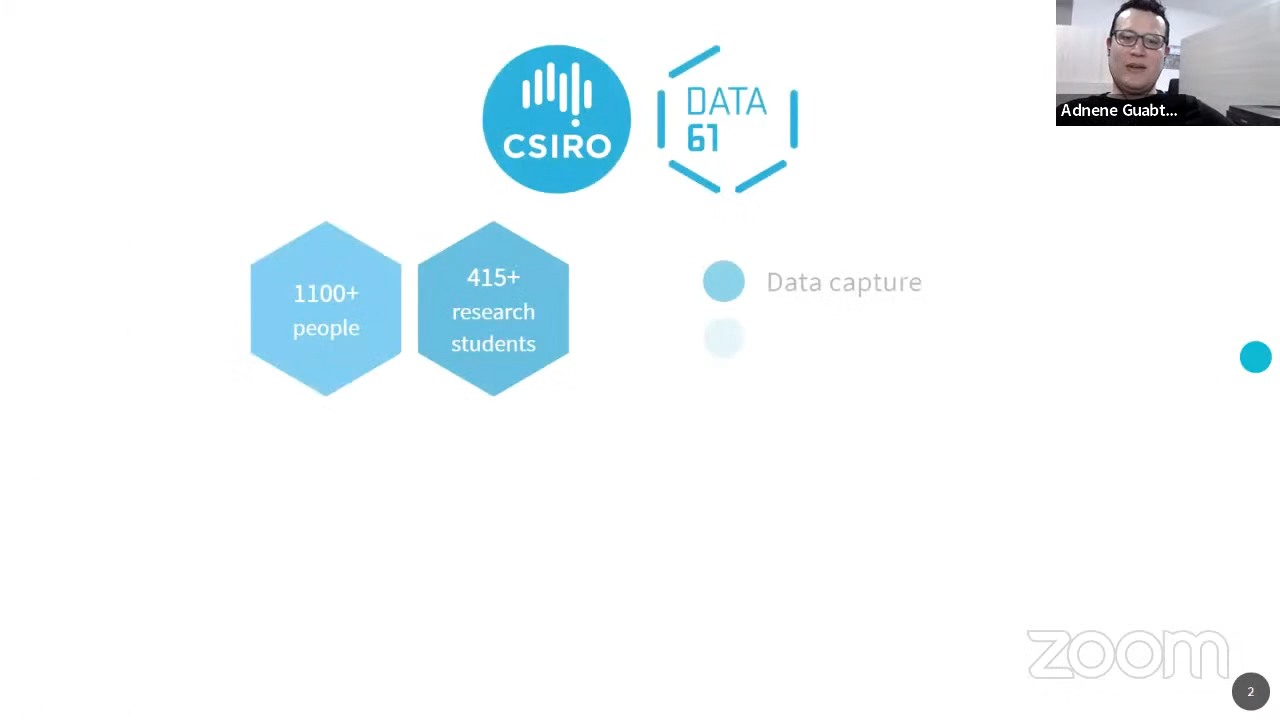 Adnene Guabt...
CSIRO
DATA
61
1100+
people
415+
research
students
Data capture
zoom
2